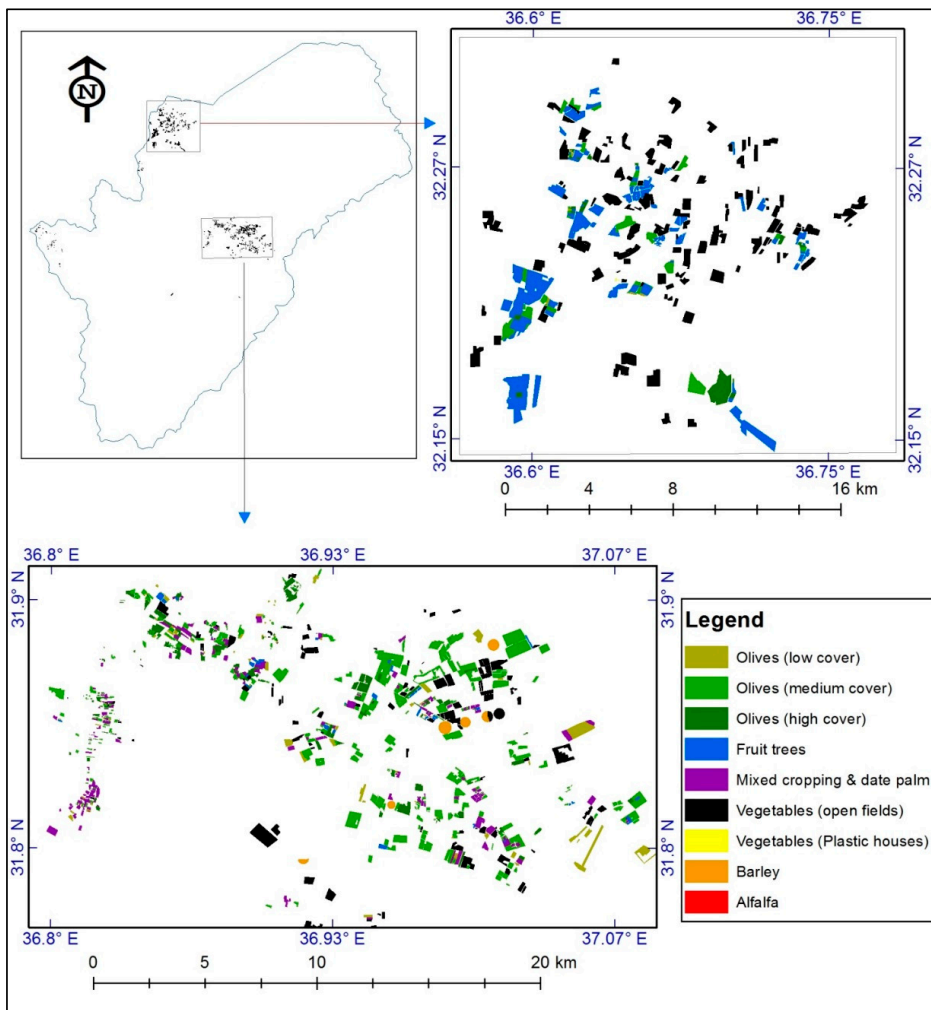 N
36.6° E
36.75° E
32.27° N
32.27° N
32.15° N
32.15° N
36.6° E
36.75° E
0
4
8
16 km
36.8° E
36.93° E
37.07° E
31.9° N
31.9° N
31.8° N
31.8° N
36.8° E
36.93° E
37.07° E
0
5
10
20 km
Legend
Olives (low cover)
Olives (medium cover)
Olives (high cover)
Fruit trees
Mixed cropping & date palm
Vegetables (open fields)
Vegetables (Plastic houses)
Barley
Alfalfa